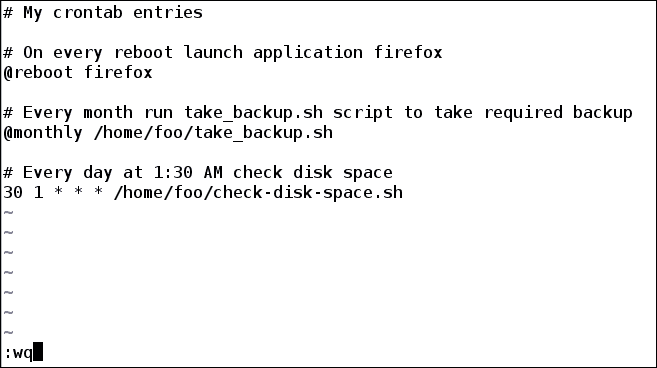 # My crontab entries
# On every reboot launch application firefox
@reboot firefox
# Every month run take_backup.sh script to take required backup
@monthly /home/foo/take_backup.sh
# Every day at 1:30 AM check disk space
30 1 * * * /home/foo/check-disk-space.sh
~
~
~
~
~
~
~
:wq